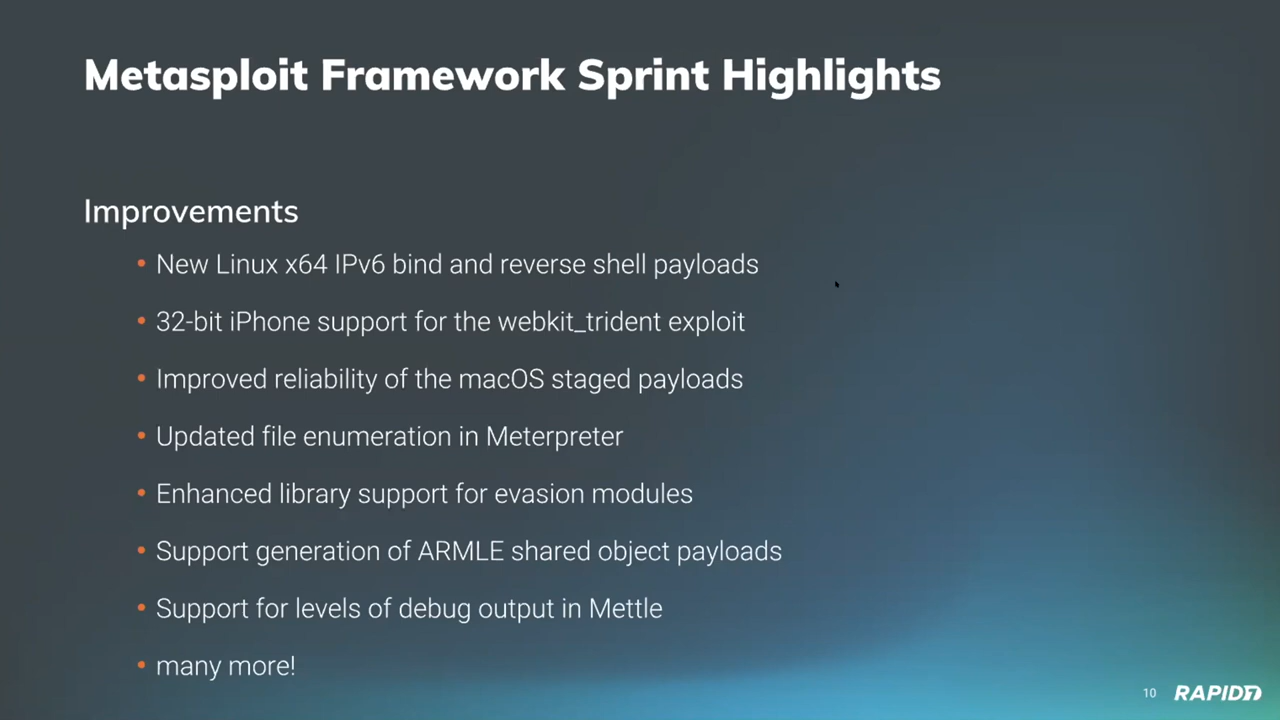 Metasploit Framework Sprint Highlights
Improvements
• New Linux x64 IPv6 bind and reverse shell payloads
• 32-bit iPhone support for the webkit_trident exploit
• Improved reliability of the macOS staged payloads
• Updated file enumeration in Meterpreter
• Enhanced library support for evasion modules
• Support generation of ARMLE shared object payloads
• Support for levels of debug output in Mettle
• many more!
10 RAPID7